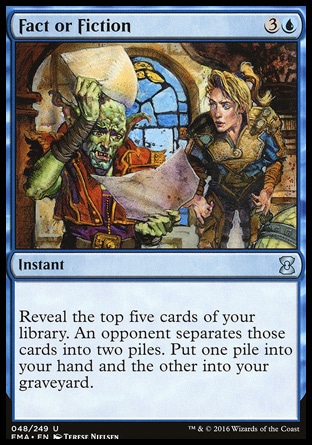 Fact or Fiction 3
Instant
Reveal the top five cards of your
library. An opponent separates those
cards into two piles. Put one pile into
your hand and the other into your
graveyard.
048/249 U
EMA • EN Terese Nielsen
™ & © 2016 Wizards of the Coast